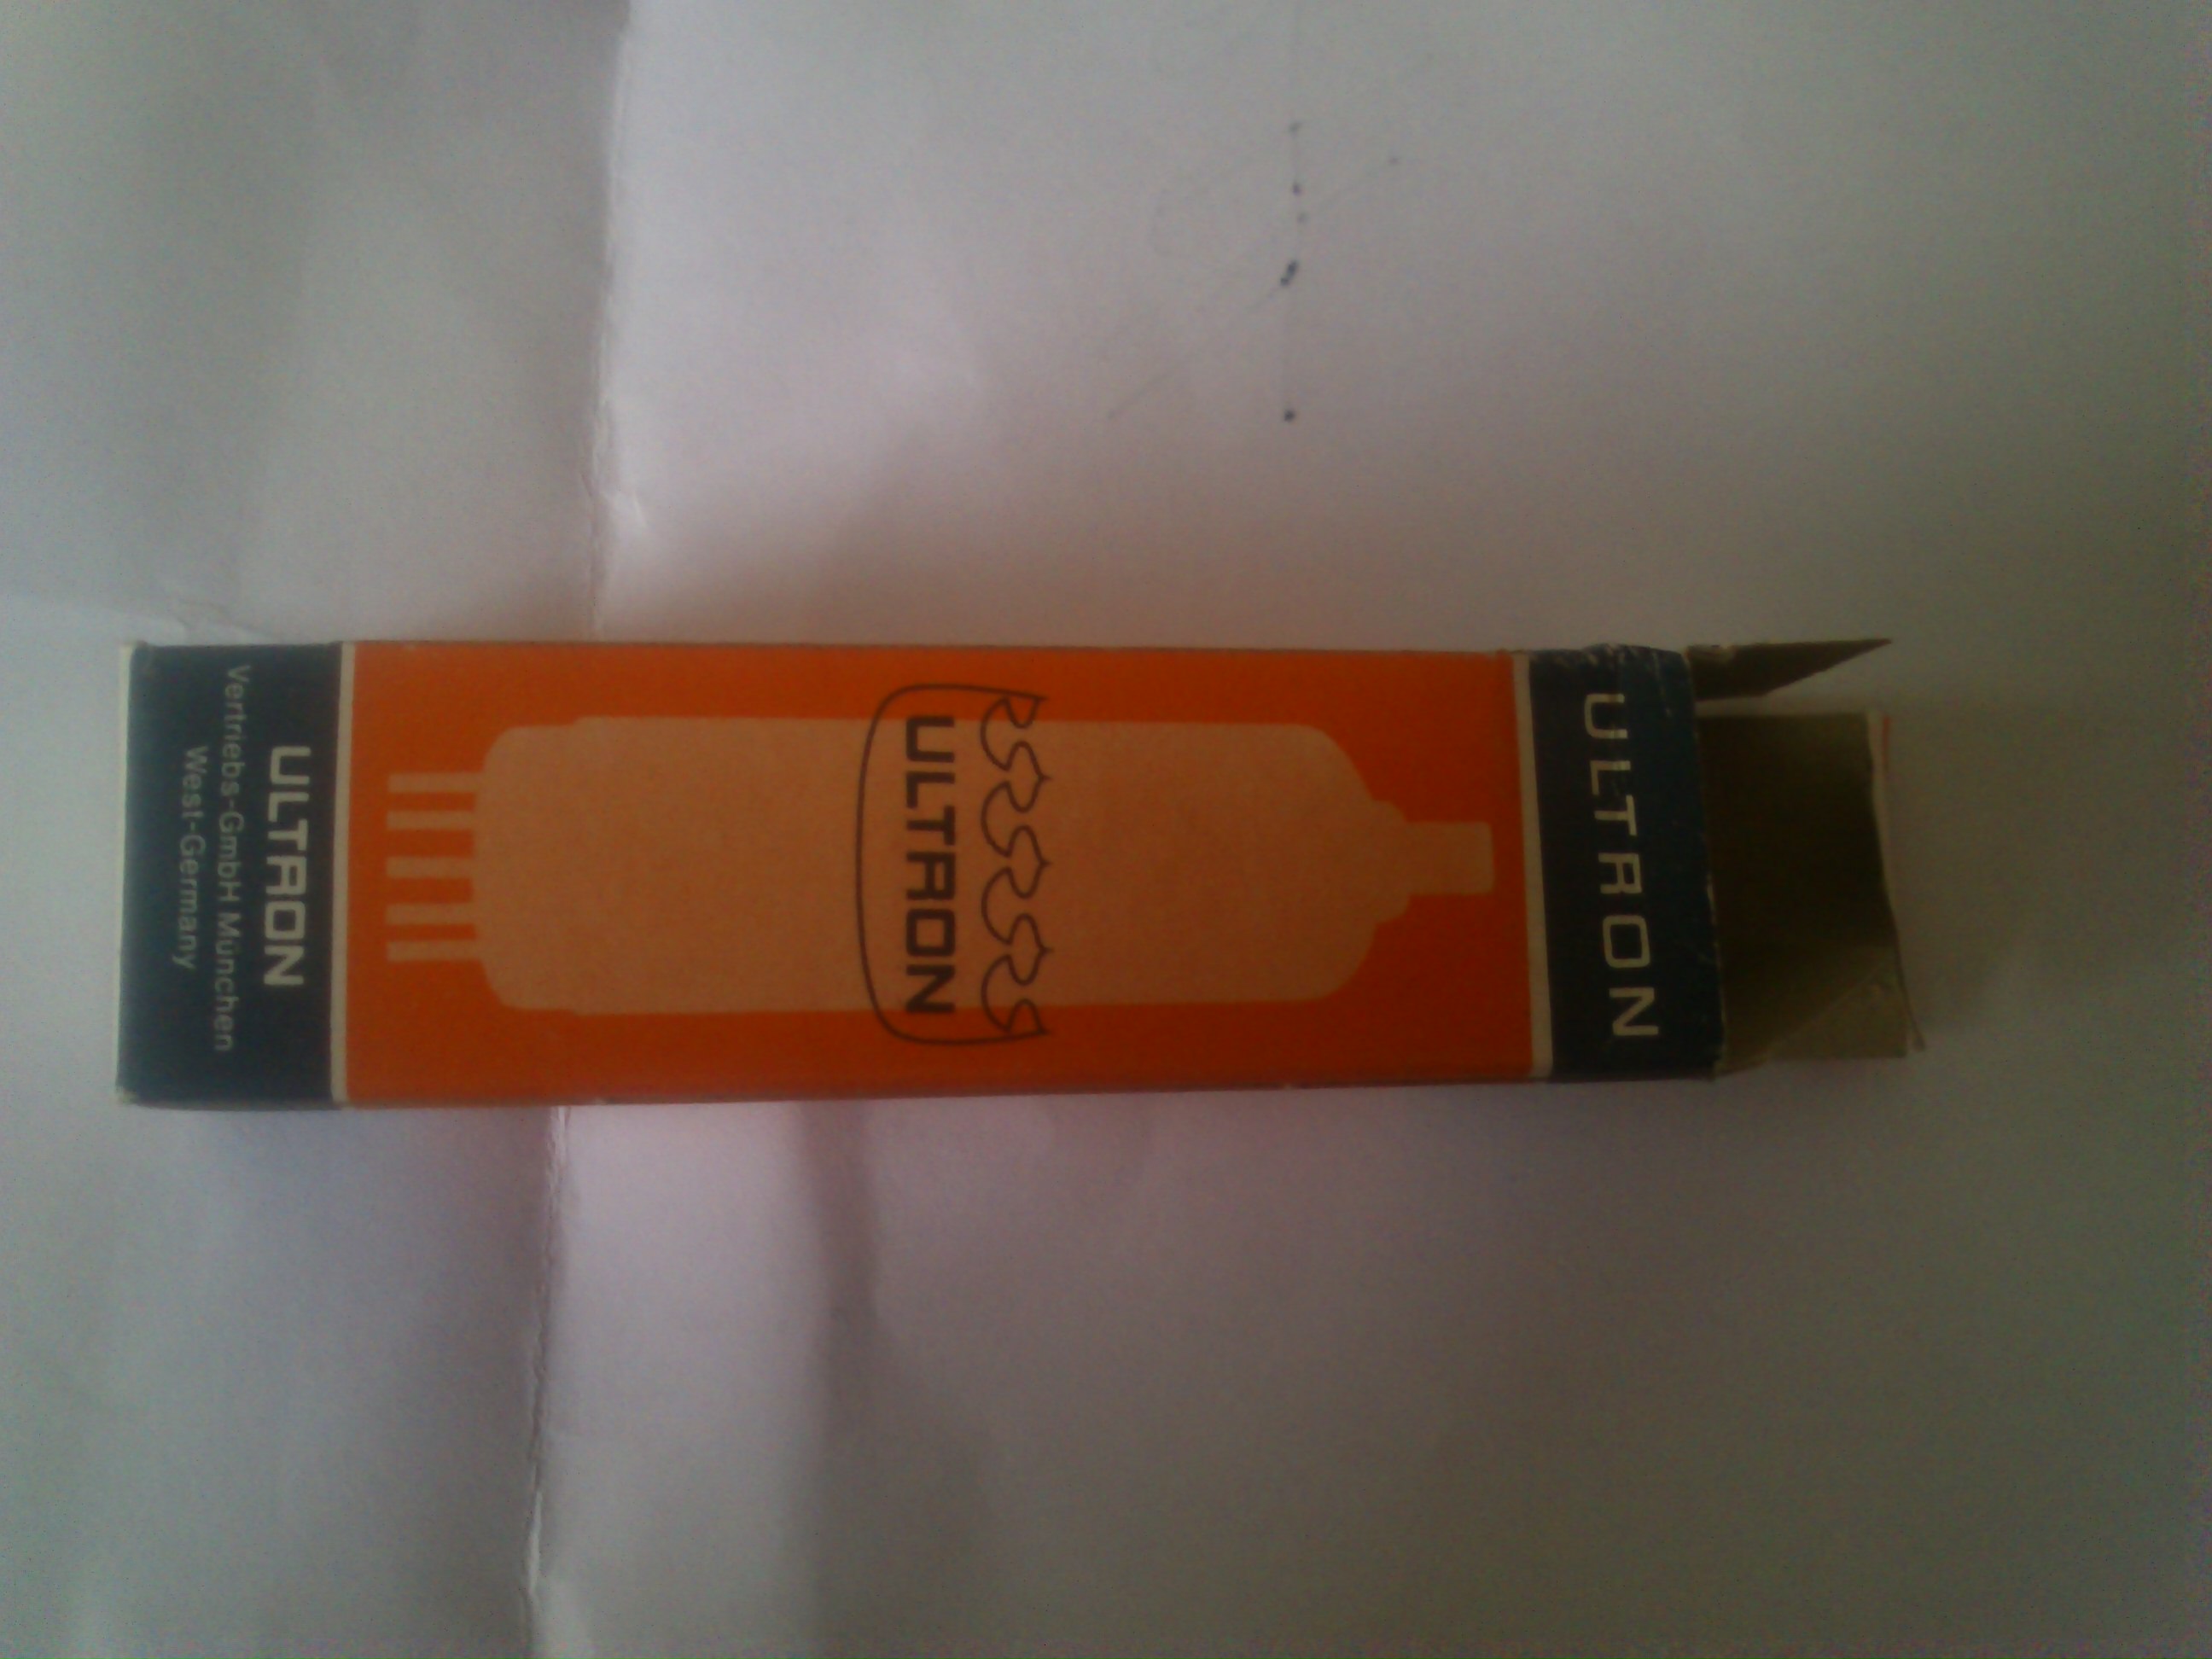 ULTRON
ULTRON
ULTRON
Vertriebs-GmbH München
West-Germany